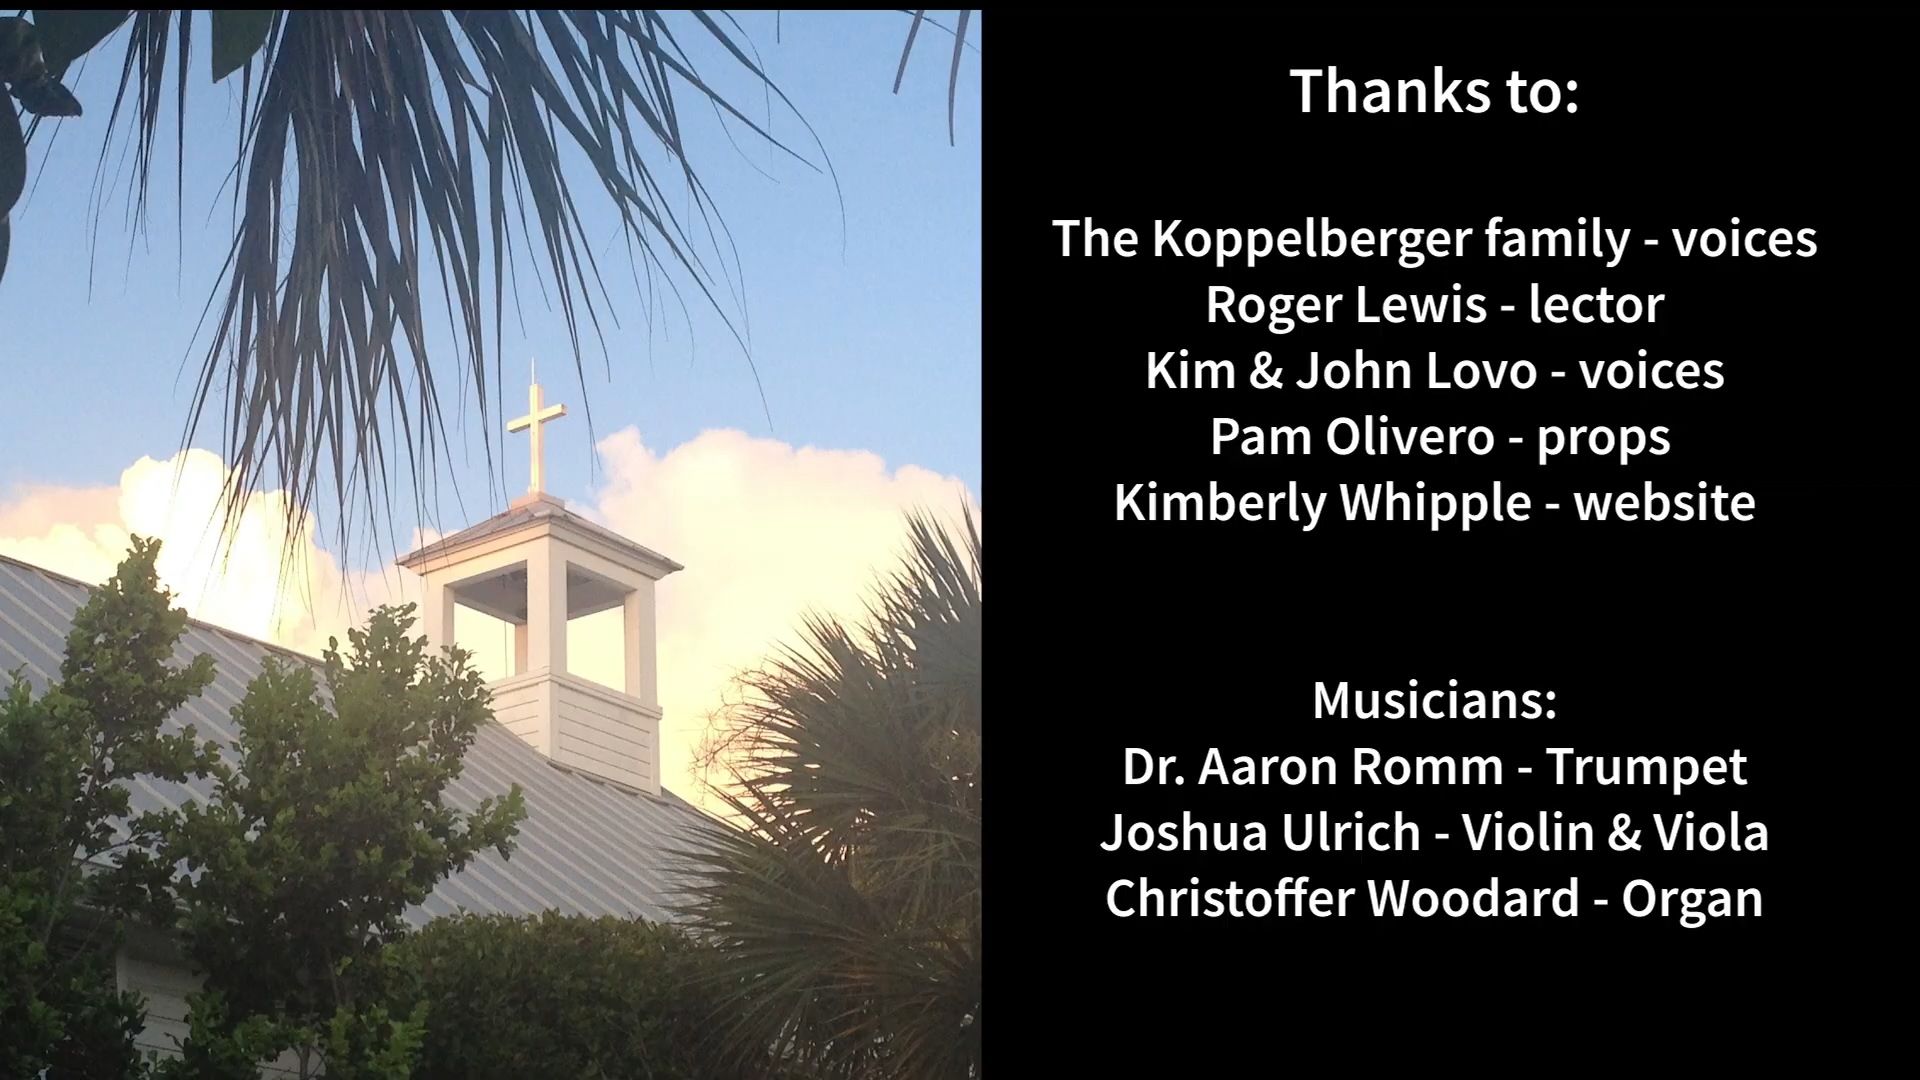 Thanks to:
The Koppelberger family - voices
Roger Lewis - lector
Kim & John Lovo - voices
Pam Olivero - props
Kimberly Whipple - website
Musicians:
Dr. Aaron Romm - Trumpet
Joshua Ulrich - Violin & Viola
Christoffer Woodard - Organ